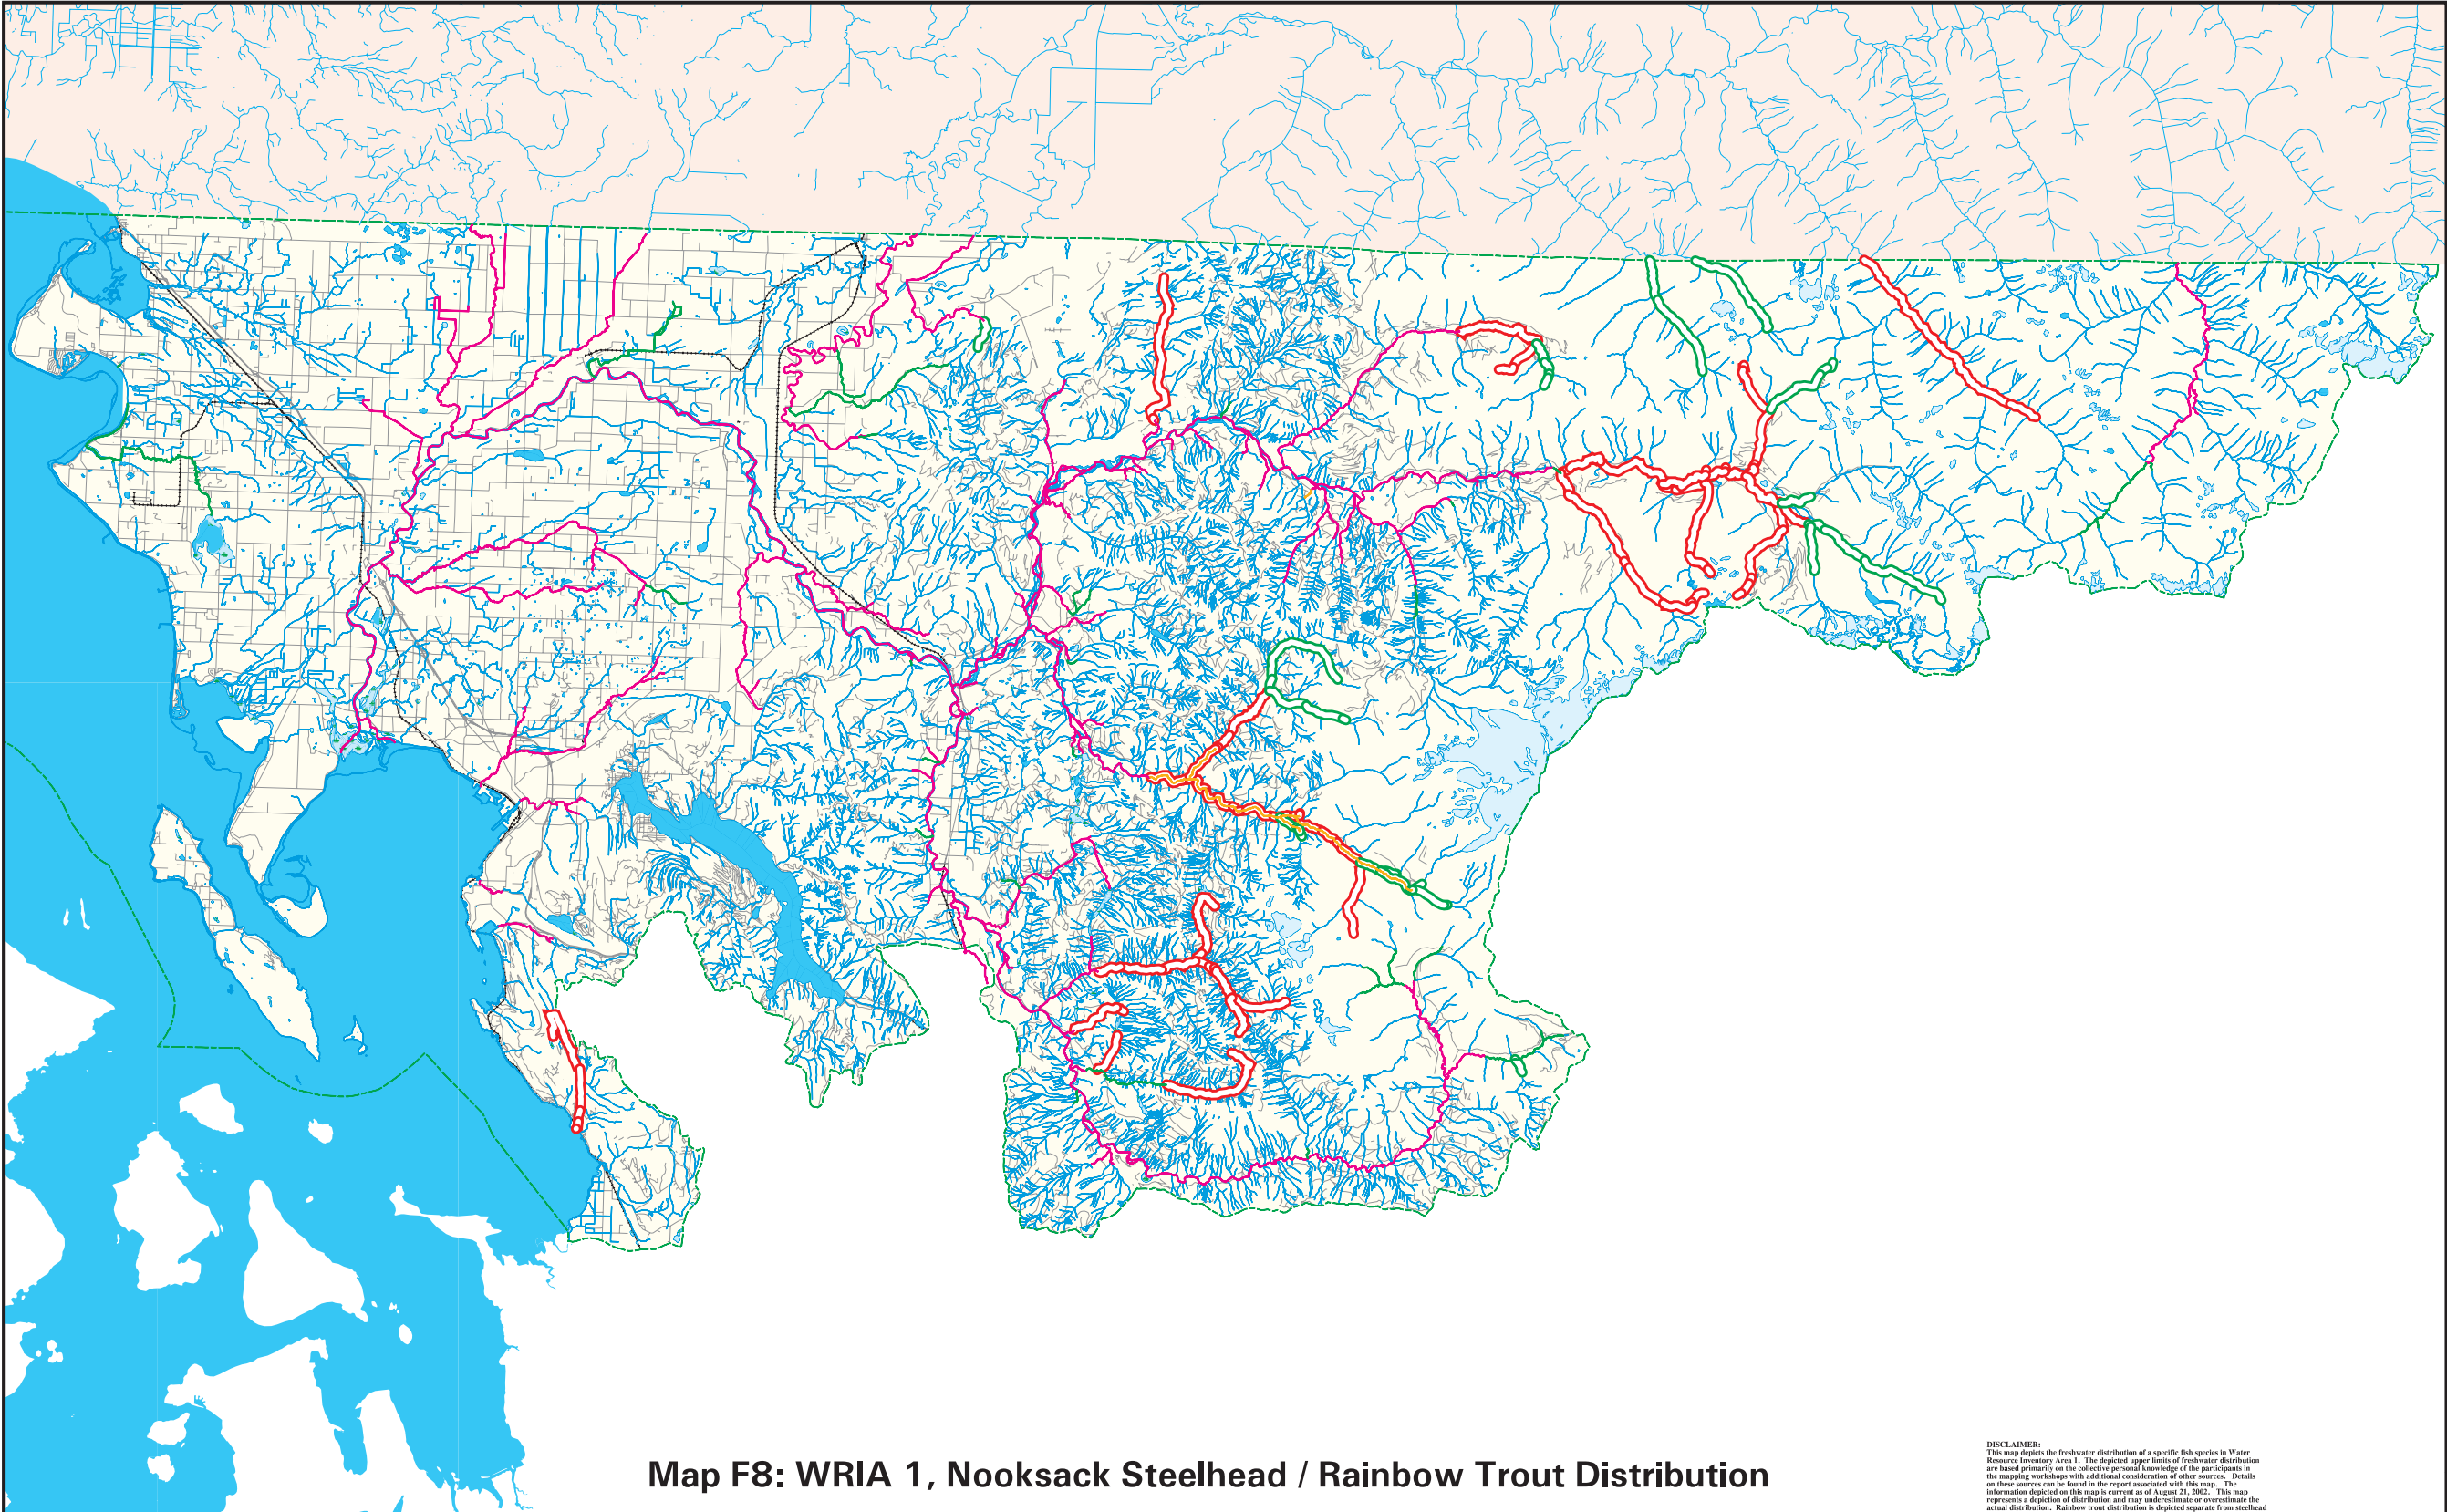 Map F8: WRIA 1, Nooksack Steelhead / Rainbow Trout Distribution
DISCLAIMER:
This map depicts the freshwater distribution of a specific fish species in Water
Resource Inventory Area 1. The depicted upper limits of freshwater distribution
are based primarily on the collective personal knowledge of the participants in
the mapping workshops with additional consideration of other sources. Details
on these sources can be found in the report associated with this map. The
information depicted on this map is current as of August 21, 2002. This map
represents a depiction of distribution and may underestimate or overestimate the
actual distribution. Rainbow trout distribution is depicted separate from steelhead